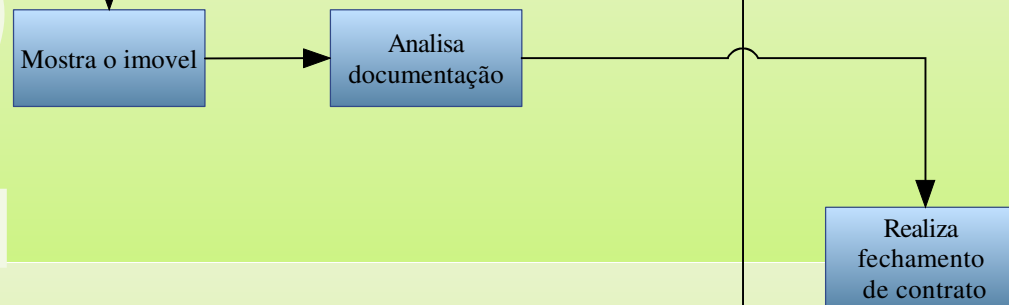 Mostra o imovel
Analisa
documentação
Realiza
fechamento
de contrato